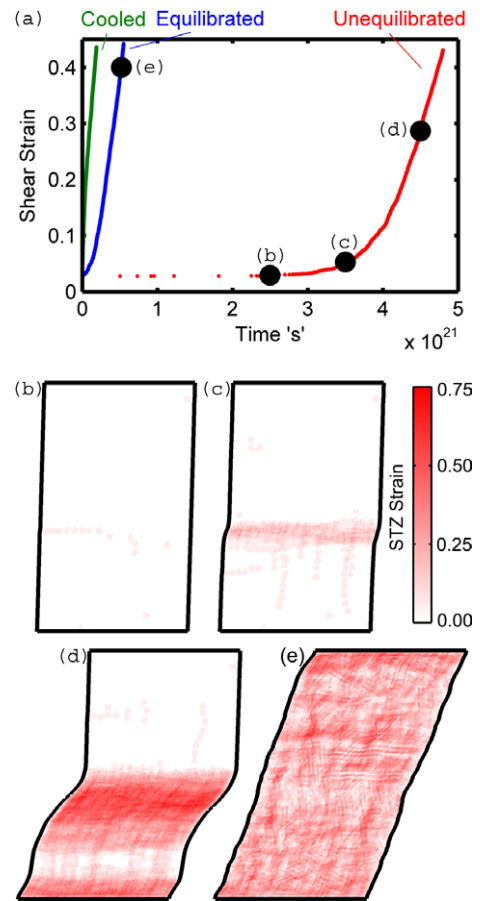 (a)
Cooled
Equilibrated
Unequilibrated
0.4
0.3
0.2
0.1
0
Shear Strain
(e)
(d)
(b)
(c)
0 1 2 3 4 5
Time 's'
x 10^21
(b)
(c)
0.75
0.50
0.25
0.00
STZ Strain
(d)
(e)